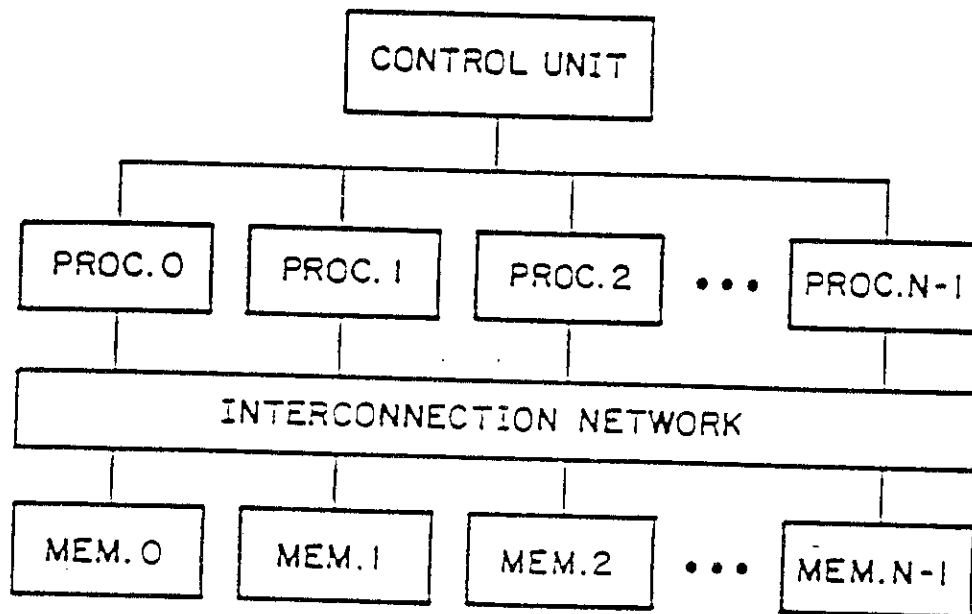 CONTROL UNIT
PROC.0 PROC.1 PROC.2 ••• PROC.N-1
INTERCONNECTION NETWORK
MEM.0 MEM.1 MEM.2 ••• MEM.N-1